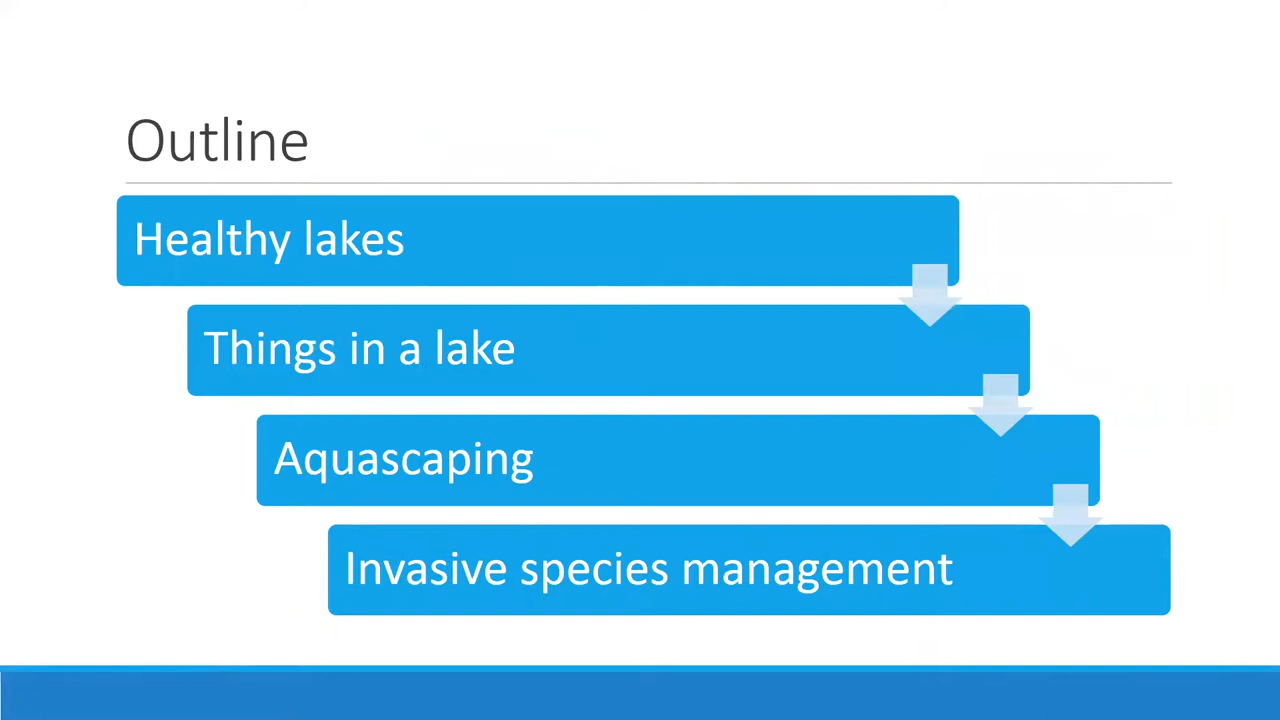 Outline
Healthy lakes
Things in a lake
Aquascaping
Invasive species management